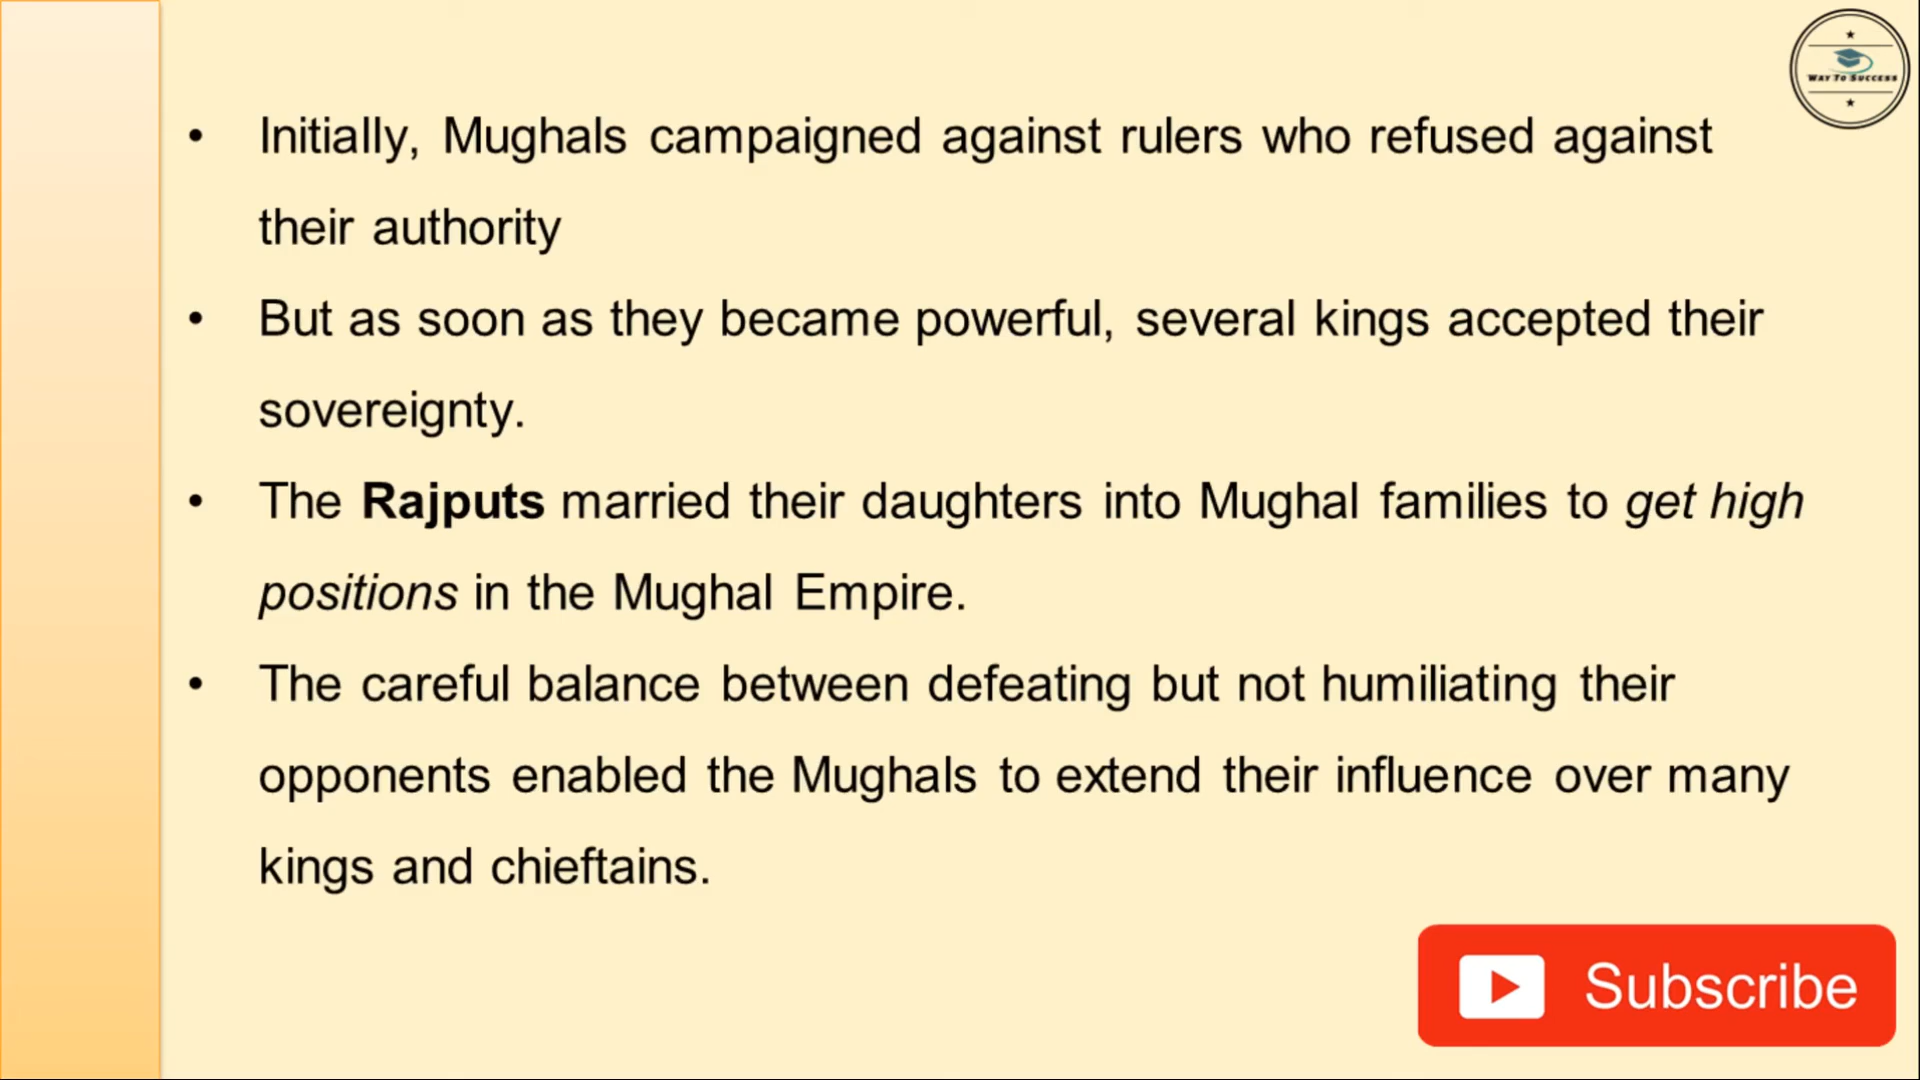 WAY TO SUCCESS
• Initially, Mughals campaigned against rulers who refused against
their authority
• But as soon as they became powerful, several kings accepted their
sovereignty.
• The Rajputs married their daughters into Mughal families to get high
positions in the Mughal Empire.
• The careful balance between defeating but not humiliating their
opponents enabled the Mughals to extend their influence over many
kings and chieftains.
Subscribe